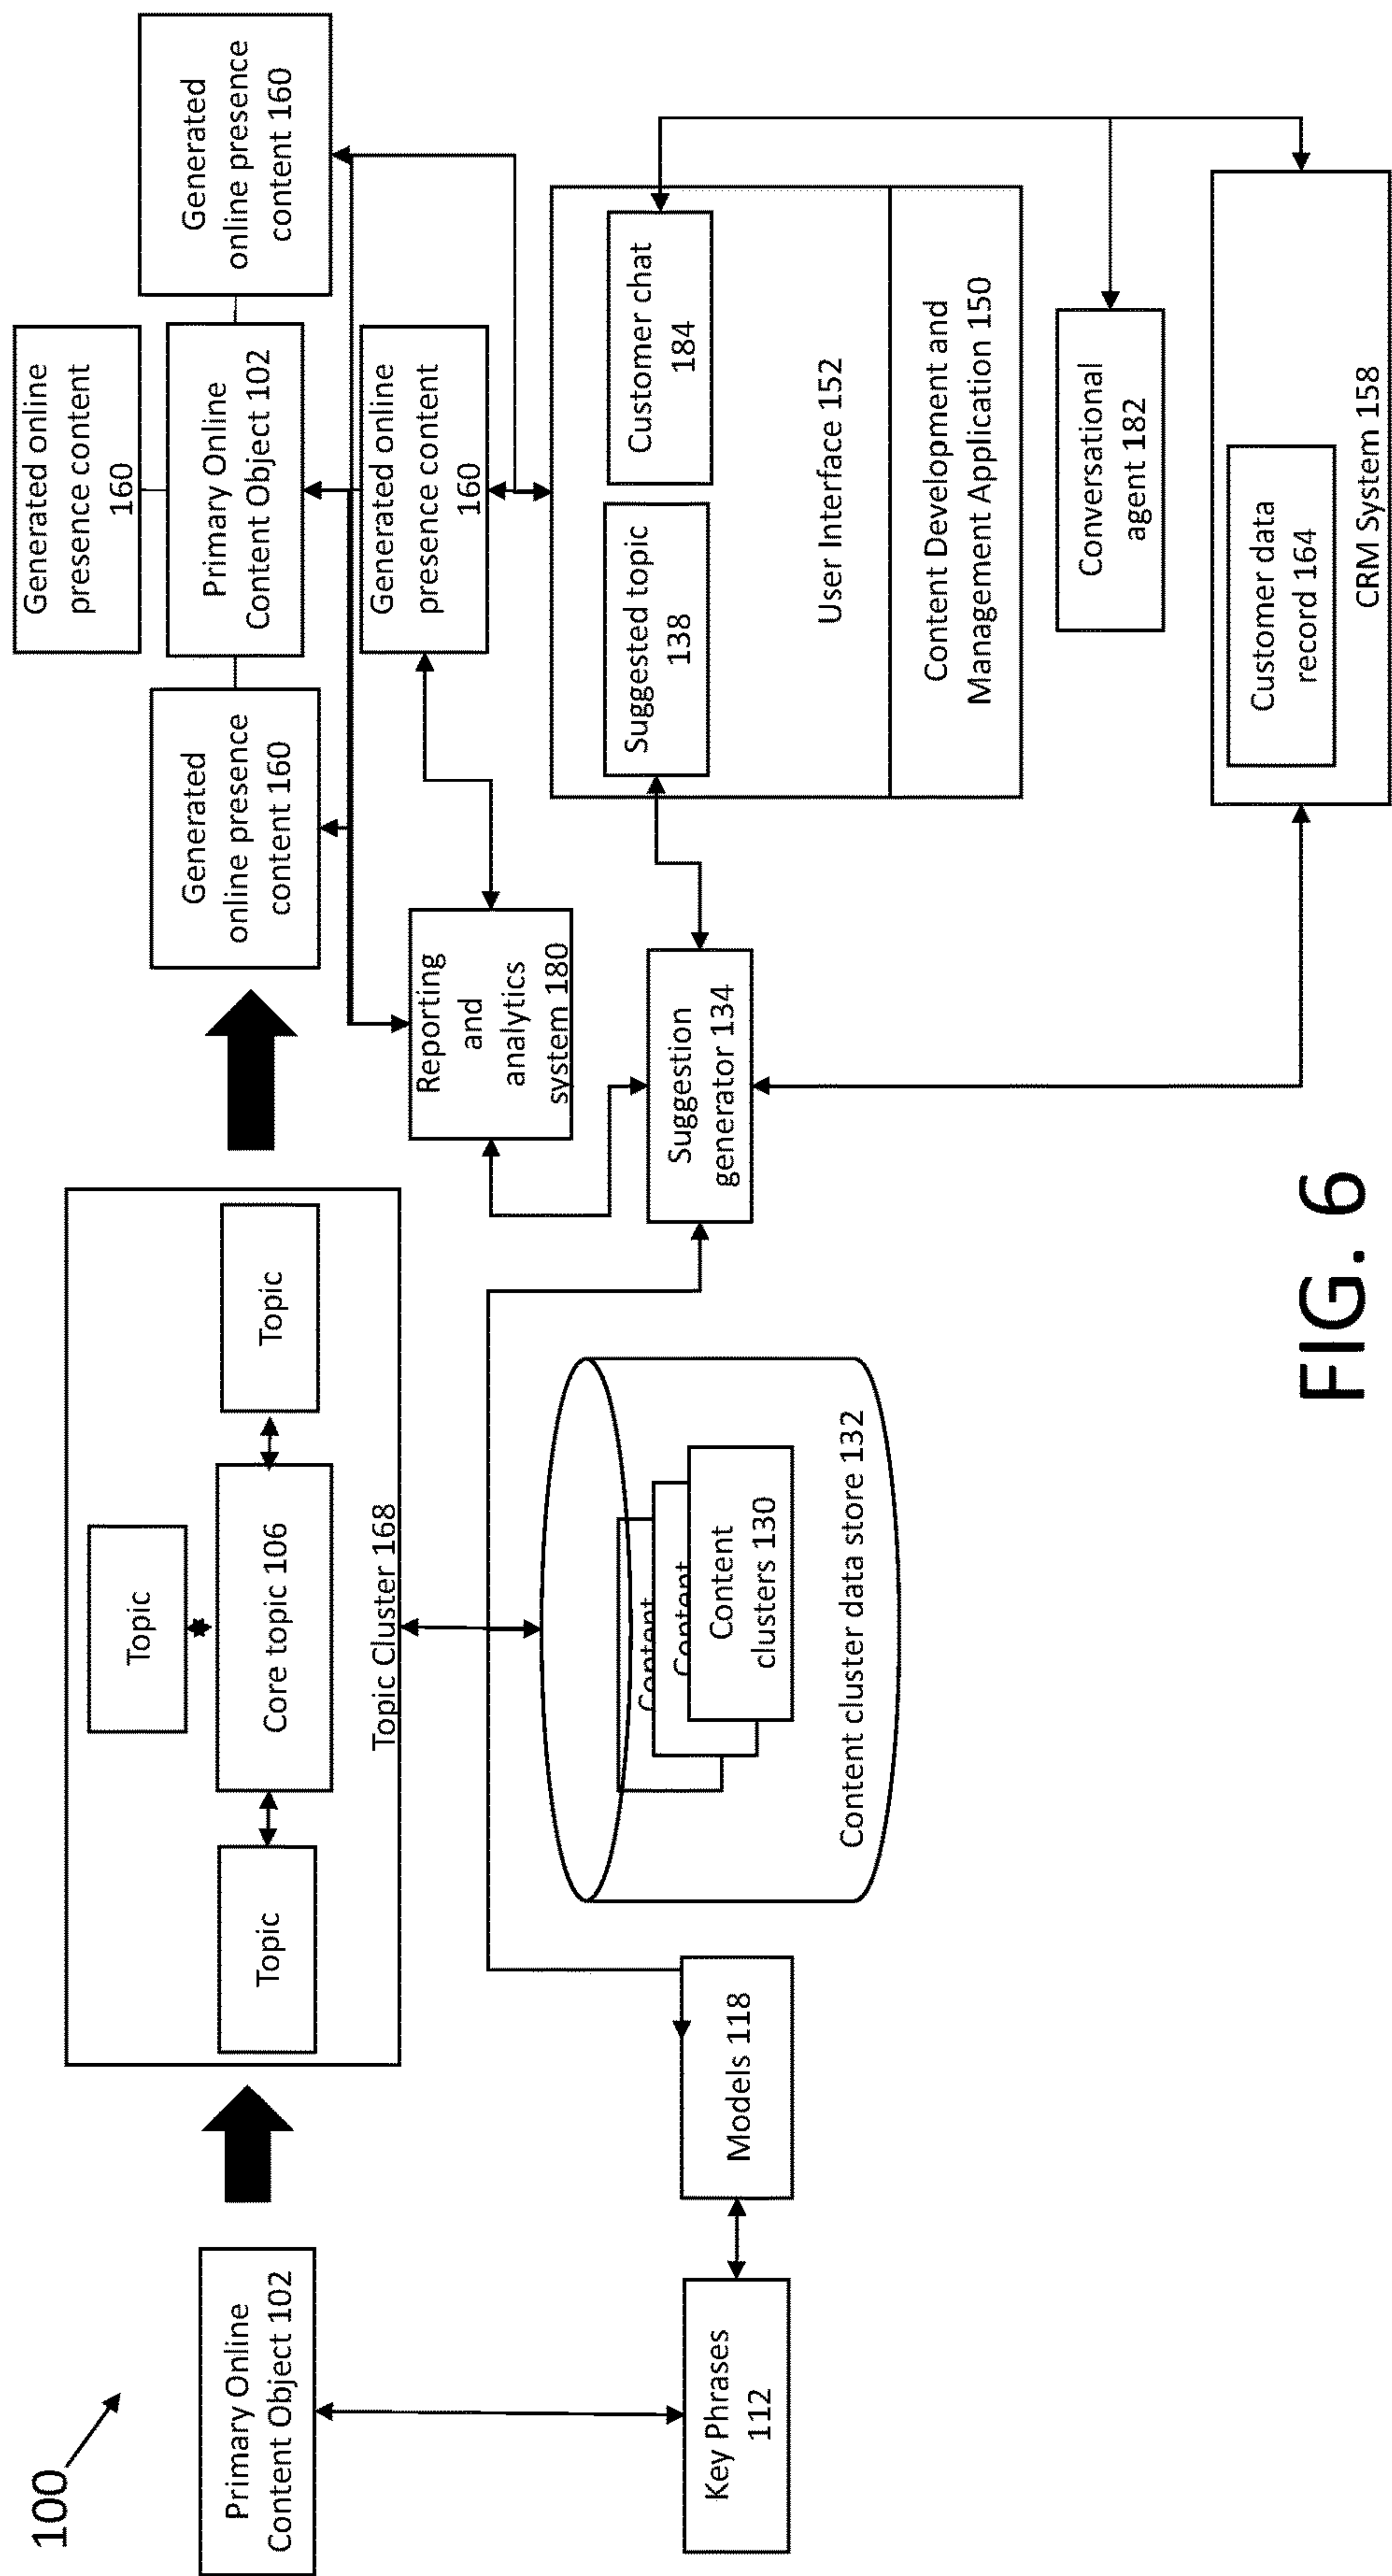 100
Primary Online
Content Object 102
Key Phrases
112
Models 118
Topic
Topic
Core topic 106
Topic
Topic Cluster 168
Content
Content
Content
clusters 130
Content cluster data store 132
Generated
online presence
content 160
Generated online
presence content
160
Primary Online
Content Object 102
Generated
online presence
content 160
Generated online
presence content
160
Reporting
and
analytics
system 180
Suggestion
generator 134
Suggested topic
138
Customer chat
184
User Interface 152
Content Development and
Management Application 150
Conversational
agent 182
Customer data
record 164
CRM System 158
FIG. 6